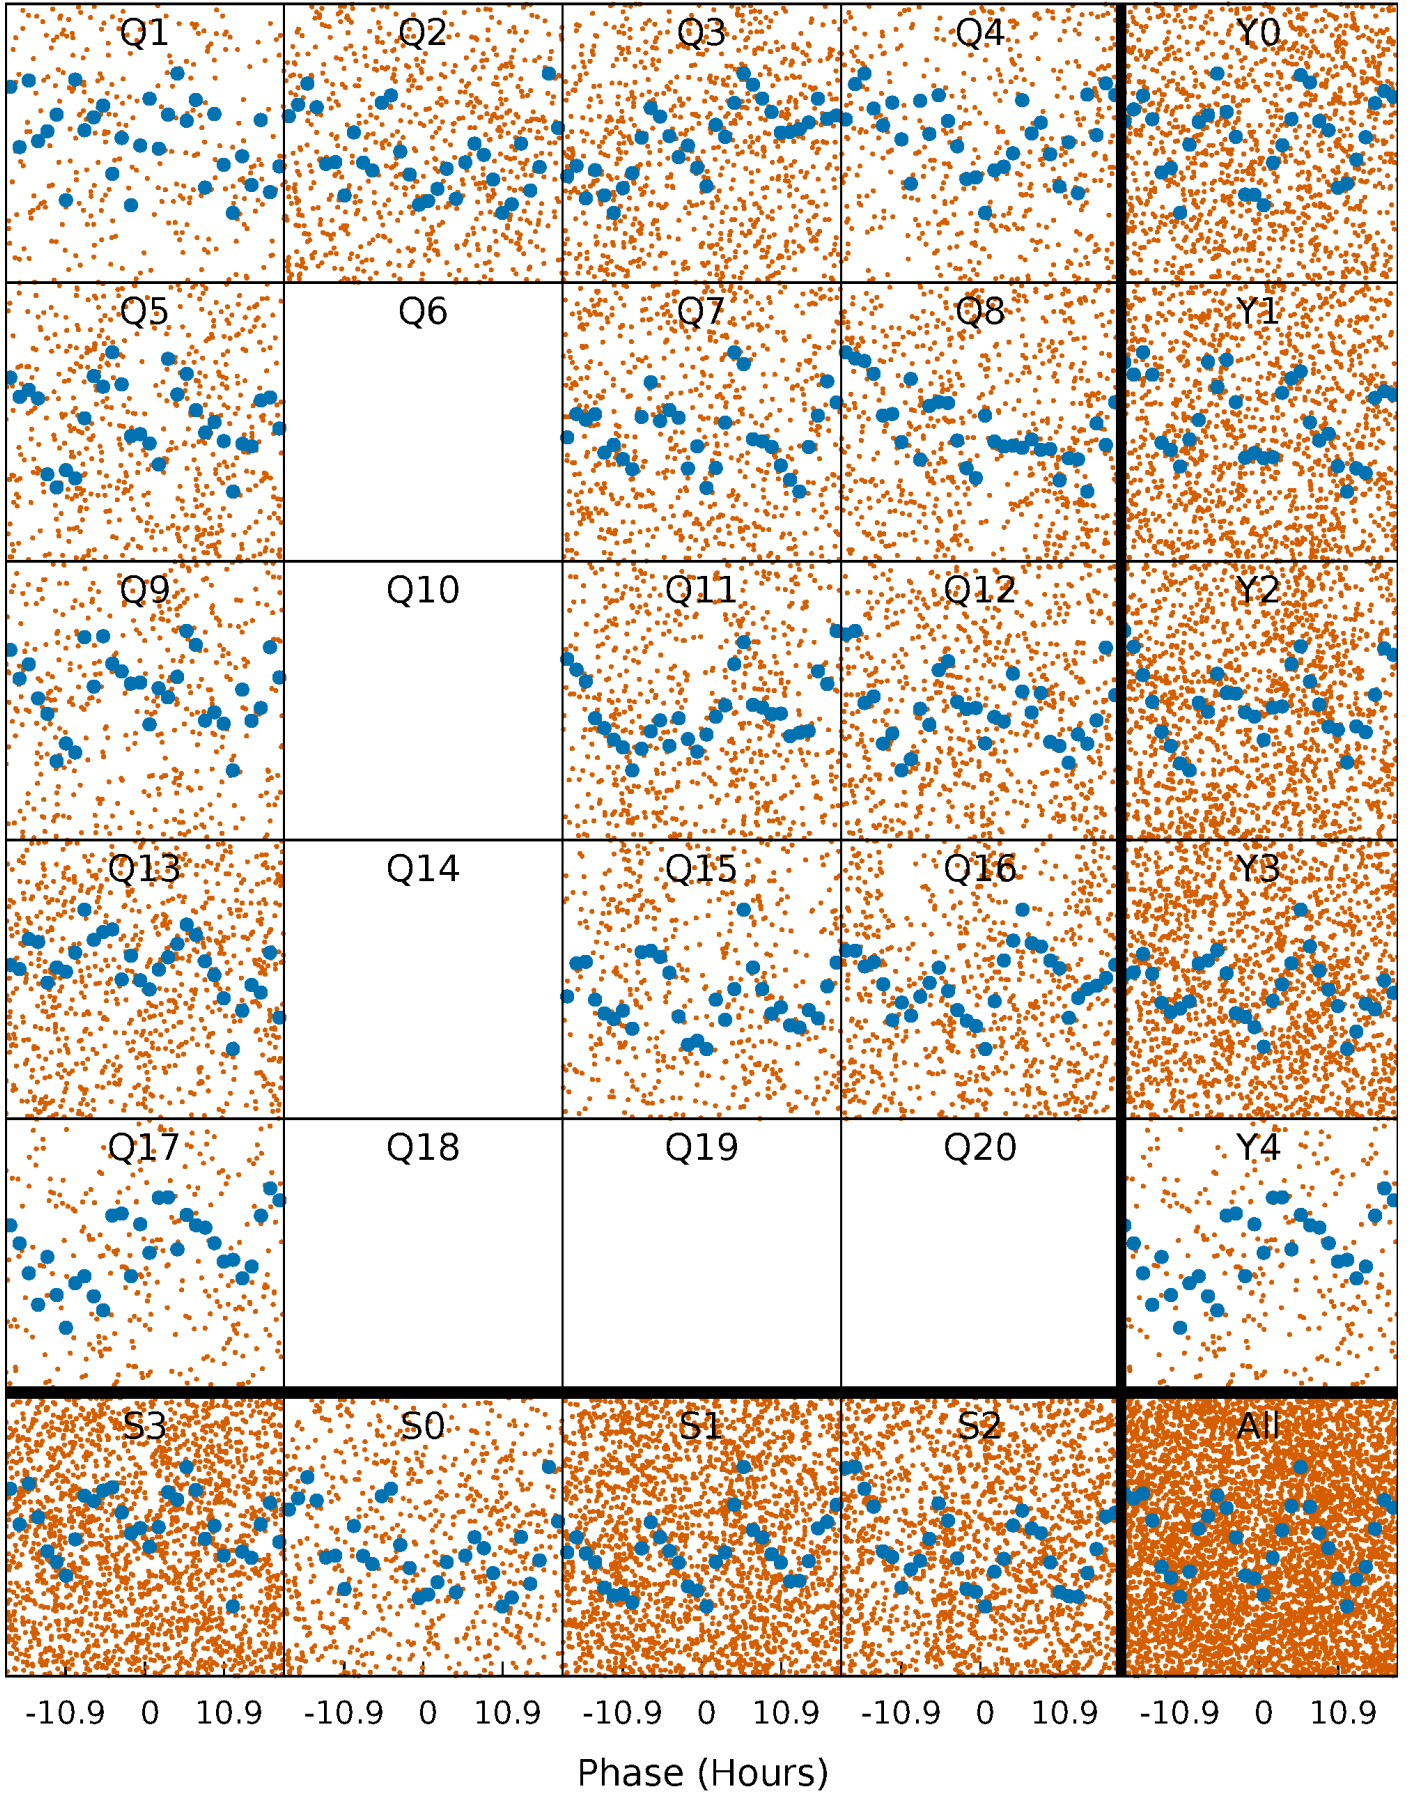 Q1 Q2 Q3 Q4 Y0
Q5 Q6 Q7 Q8 Y1
Q9 Q10 Q11 Q12 Y2
Q13 Q14 Q15 Q16 Y3
Q17 Q18 Q19 Q20 Y4
S3 S0 S1 S2 All
-10.9 0 10.9 -10.9 0 10.9 -10.9 0 10.9 -10.9 0 10.9 -10.9 0 10.9
Phase (Hours)